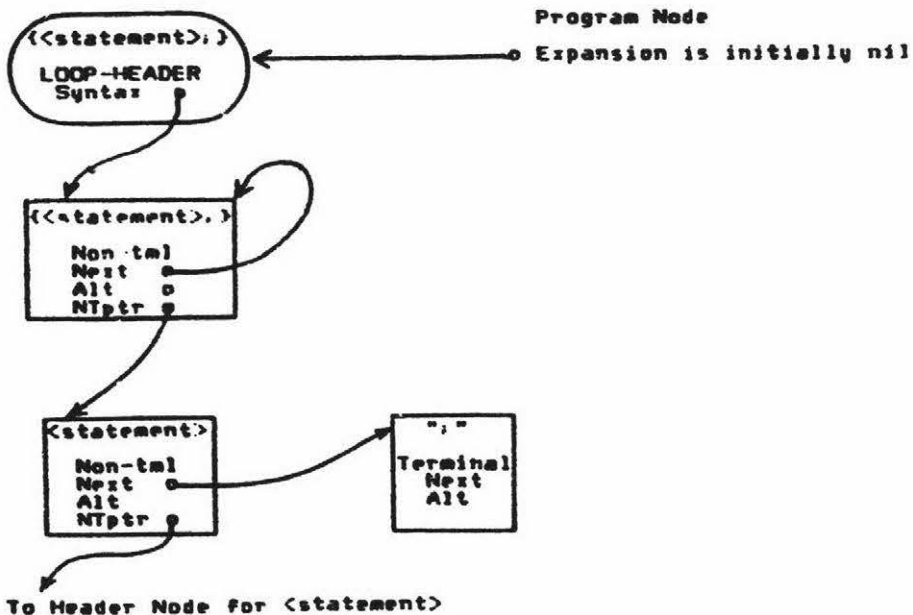 Program Node
{<statement>; }
Expansion is initially nil
LOOP-HEADER
Syntax
{<statement>. }
Non-tml
Next
Alt
NTptr
<statement>
Non-tml
Next
Alt
NTptr
";"
Terminal
Next
Alt
To Header Node for <statement>